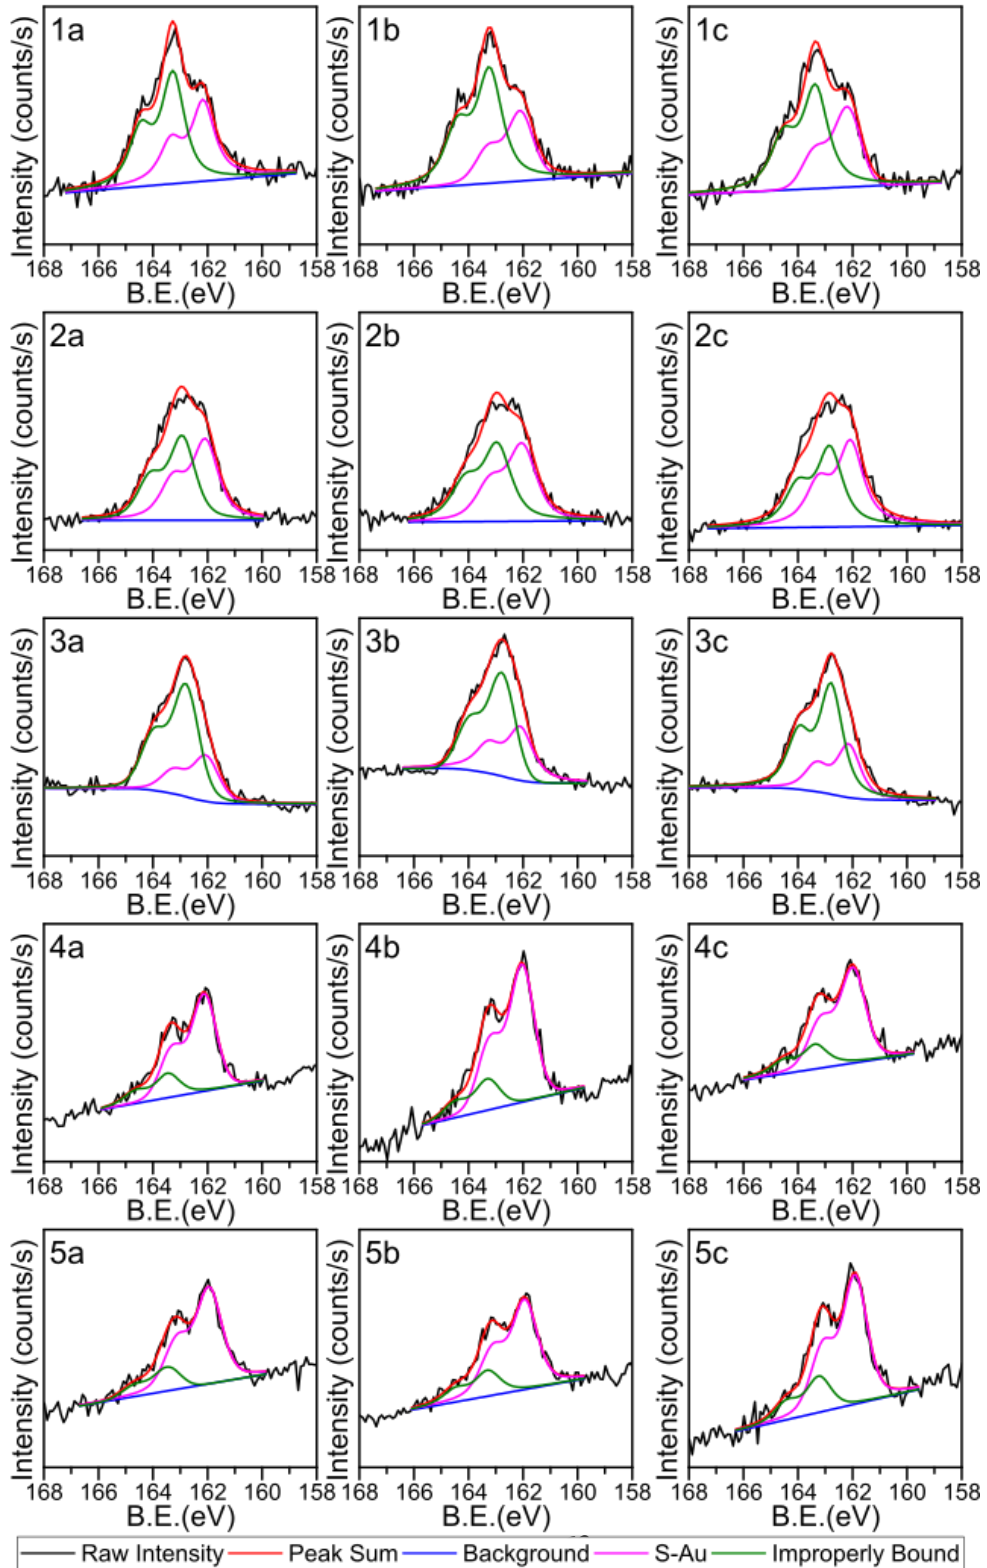 1a 1b 1c
Intensity (counts/s) Intensity (counts/s) Intensity (counts/s)
168 166 164 162 160 158 168 166 164 162 160 158 168 166 164 162 160 158
B.E.(eV) B.E.(eV) B.E.(eV)
2a 2b 2c
Intensity (counts/s) Intensity (counts/s) Intensity (counts/s)
168 166 164 162 160 158 168 166 164 162 160 158 168 166 164 162 160 158
B.E.(eV) B.E.(eV) B.E.(eV)
3a 3b 3c
Intensity (counts/s) Intensity (counts/s) Intensity (counts/s)
168 166 164 162 160 158 168 166 164 162 160 158 168 166 164 162 160 158
B.E.(eV) B.E.(eV) B.E.(eV)
4a 4b 4c
Intensity (counts/s) Intensity (counts/s) Intensity (counts/s)
168 166 164 162 160 158 168 166 164 162 160 158 168 166 164 162 160 158
B.E.(eV) B.E.(eV) B.E.(eV)
5a 5b 5c
Intensity (counts/s) Intensity (counts/s) Intensity (counts/s)
168 166 164 162 160 158 168 166 164 162 160 158 168 166 164 162 160 158
B.E.(eV) B.E.(eV) B.E.(eV)
Raw Intensity Peak Sum Background S-Au Improperly Bound